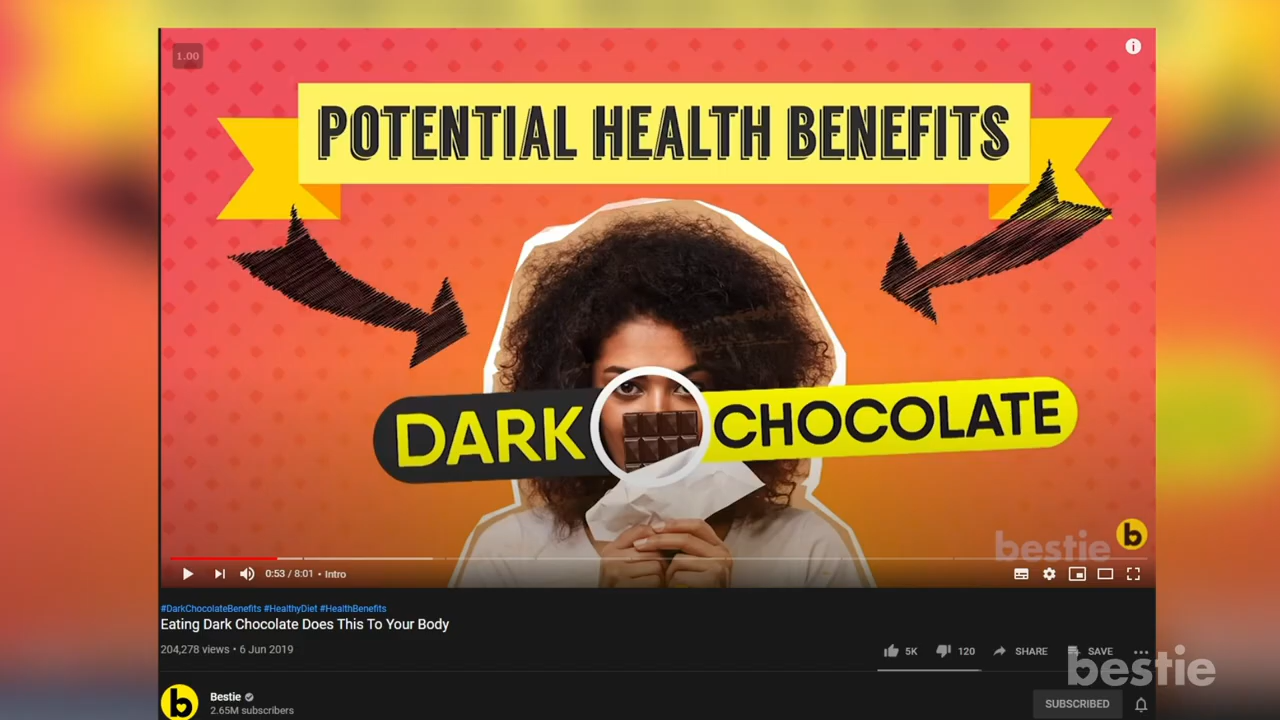 1.00
POTENTIAL HEALTH BENEFITS
DARK CHOCOLATE
bestie b
0:53 / 8:01 • Intro
#DarkChocolateBenefits #HealthyDiet #HealthBenefits
Eating Dark Chocolate Does This To Your Body
204,278 views • 6 Jun 2019
5K 120 SHARE SAVE
bestie
b
Bestie
2.65M subscribers
SUBSCRIBED